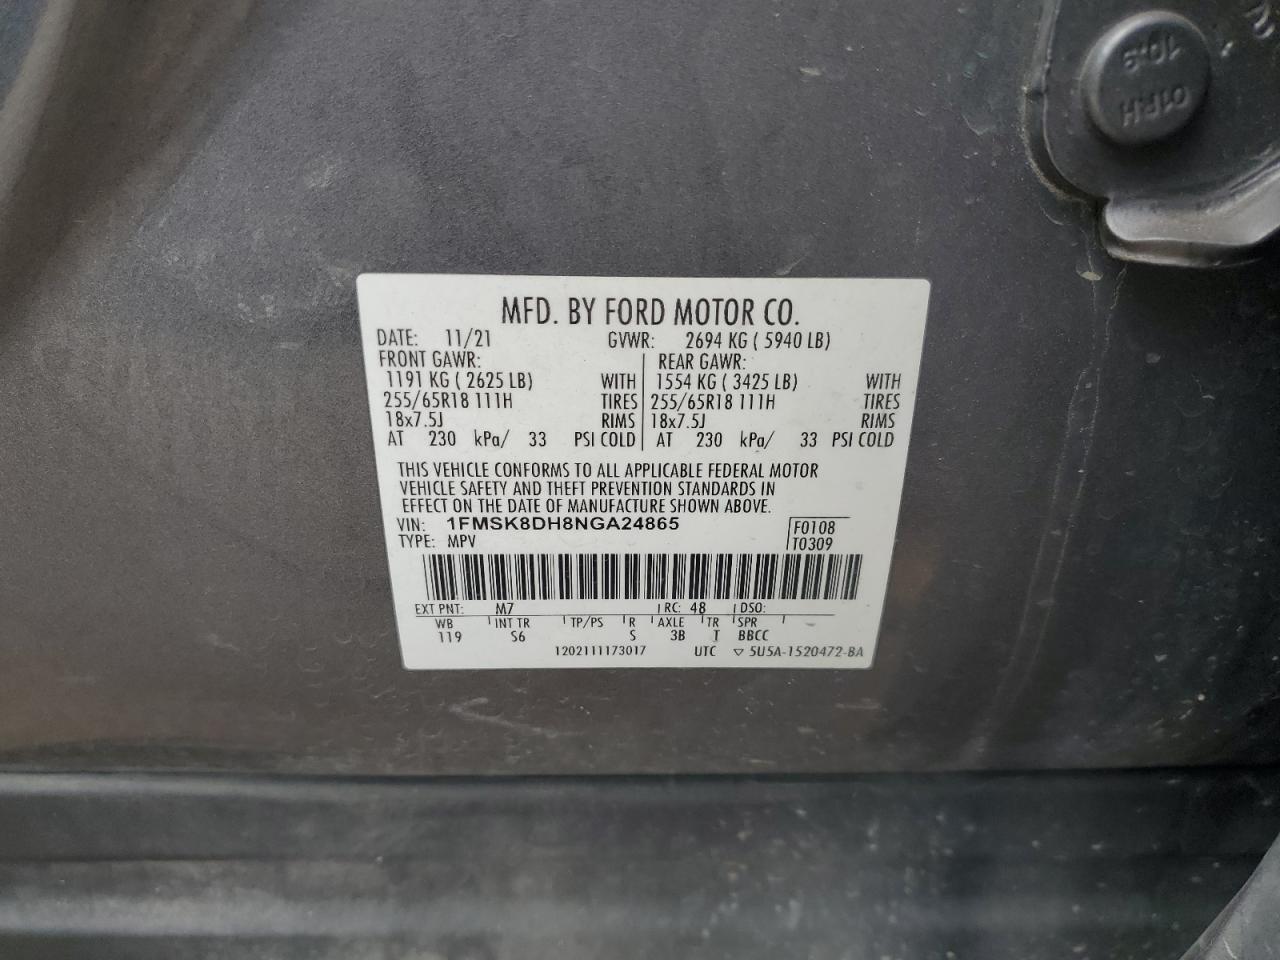 10.9
01RH
MFD. BY FORD MOTOR CO.
DATE: 11/21 GVWR: 2694 KG ( 5940 LB)
FRONT GAWR: REAR GAWR:
1191 KG ( 2625 LB) WITH 1554 KG ( 3425 LB) WITH
255/65R18 111H TIRES 255/65R18 111H TIRES
18x7.5J RIMS 18x7.5J RIMS
AT 230 kPa/ 33 PSI COLD AT 230 kPa/ 33 PSI COLD
THIS VEHICLE CONFORMS TO ALL APPLICABLE FEDERAL MOTOR
VEHICLE SAFETY AND THEFT PREVENTION STANDARDS IN
EFFECT ON THE DATE OF MANUFACTURE SHOWN ABOVE.
VIN: 1FMSK8DH8NGA24865 F0108
TYPE: MPV T0309
EXT PNT: M7 RC: 48 DSO:
WB INT TR TP/PS R AXLE TR SPR
119 S6 S 3B T BBCC
1202111173017 UTC ▽ 5U5A-1520472-BA